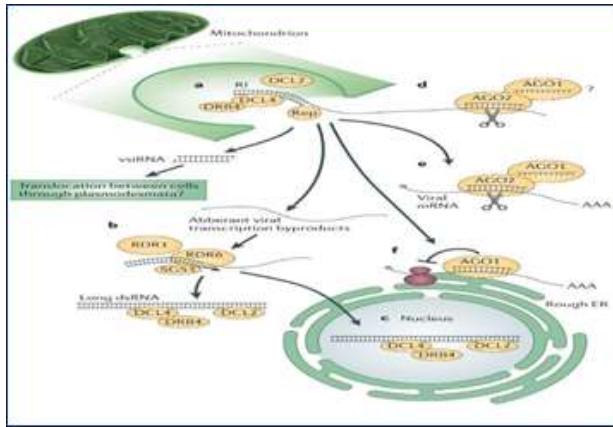 Mitochondrion
a
RI
DCL2
DCL4
DRB4
Rep
d
AGO1
?
AGO2
vsiRNA
Translocation between cells
through plasmodesmata?
e
AGO1
AGO2
Viral
mRNA
AAA
Abberant viral
transcription byproducts
b
RDR1
RDR6
SGS3
f
AGO1
AAA
Rough ER
Long dsRNA
DCL4
DRB4
DCL2
c Nucleus
DCL4
DRB4
DCL2